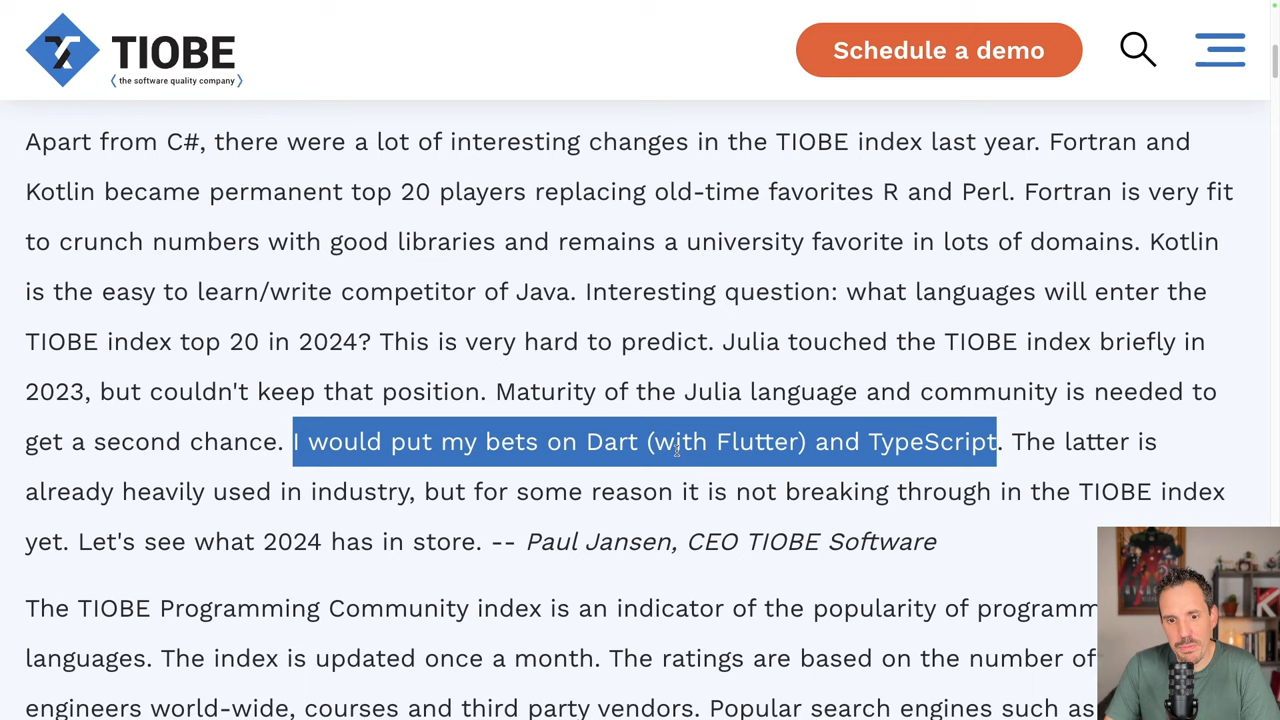 TIOBE
(the software quality company)
Schedule a demo
Apart from C#, there were a lot of interesting changes in the TIOBE index last year. Fortran and
Kotlin became permanent top 20 players replacing old-time favorites R and Perl. Fortran is very fit
to crunch numbers with good libraries and remains a university favorite in lots of domains. Kotlin
is the easy to learn/write competitor of Java. Interesting question: what languages will enter the
TIOBE index top 20 in 2024? This is very hard to predict. Julia touched the TIOBE index briefly in
2023, but couldn't keep that position. Maturity of the Julia language and community is needed to
get a second chance. I would put my bets on Dart (with Flutter) and TypeScript. The latter is
already heavily used in industry, but for some reason it is not breaking through in the TIOBE index
yet. Let's see what 2024 has in store. -- Paul Jansen, CEO TIOBE Software
The TIOBE Programming Community index is an indicator of the popularity of programm
languages. The index is updated once a month. The ratings are based on the number of
engineers world-wide, courses and third party vendors. Popular search engines such as